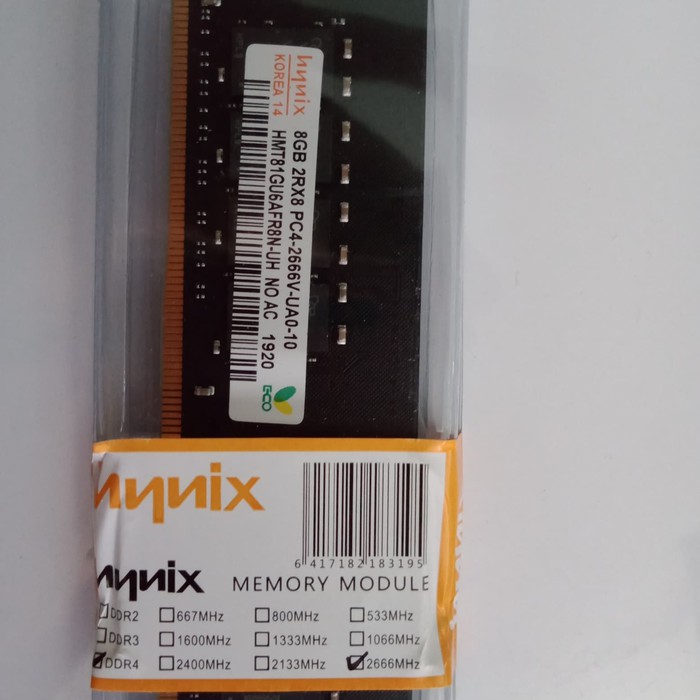 hynix
KOREA 14
8GB 2RX8 PC4-2666V-UA0-10
HMT81GU6AFR8N-UH NO AC 1920
ECO
hynix
6 417182 183195
hynix MEMORY MODULE
DDR2 667MHz 800MHz 533MHz
DDR3 1600MHz 1333MHz 1066MHz
DDR4 2400MHz 2133MHz 2666MHz